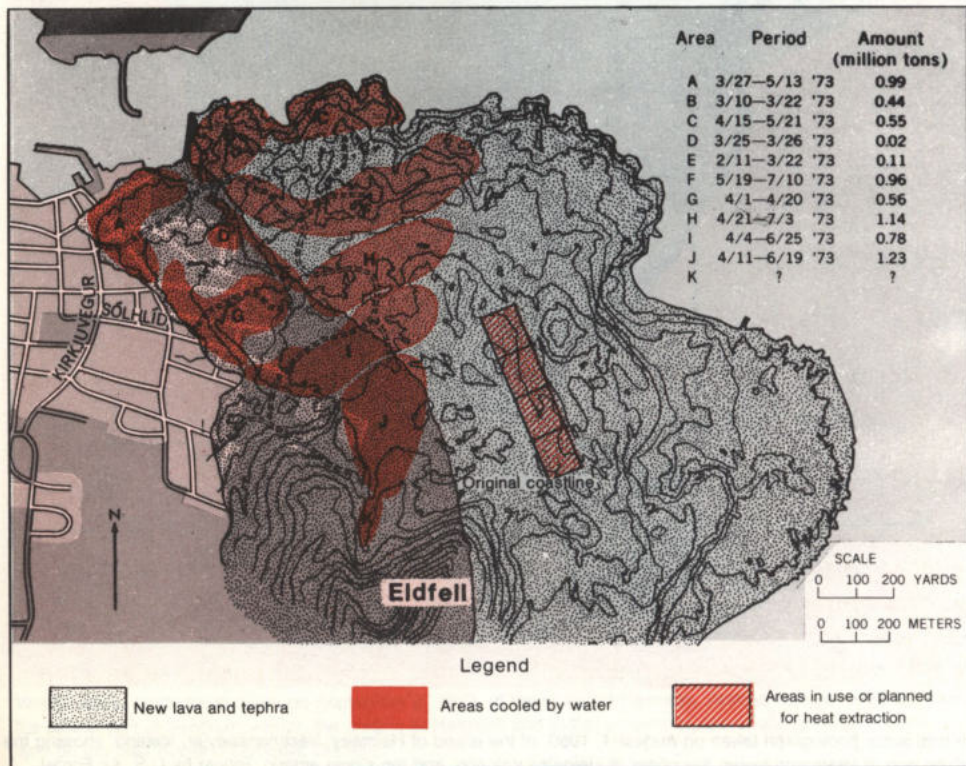 Area Period Amount
(million tons)
A 3/27—5/13 '73 0.99
B 3/10—3/22 '73 0.44
C 4/15—5/21 '73 0.55
D 3/25—3/26 '73 0.02
E 2/11—3/22 '73 0.11
F 5/19—7/10 '73 0.96
G 4/1—4/20 '73 0.56
H 4/21—7/3 '73 1.14
I 4/4—6/25 '73 0.78
J 4/11—6/19 '73 1.23
K ? ?
D
H
G
I
SÓLHLÍD
KIRKJUVEGUR
Original coastline
N
Eldfell
SCALE
0 100 200 YARDS
0 100 200 METERS
Legend
New lava and tephra
Areas cooled by water
Areas in use or planned
for heat extraction